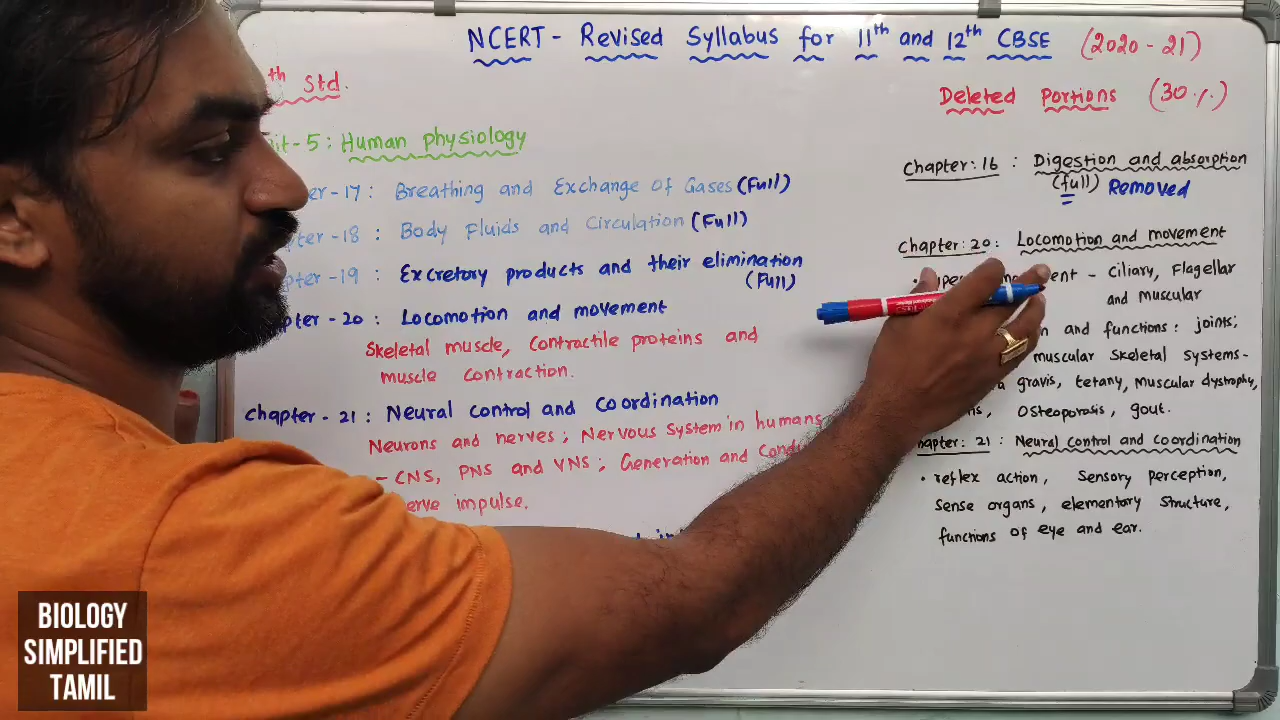 NCERT - Revised Syllabus for 11th and 12th CBSE (2020 - 21)
th Std.
Deleted Portions (30 %)
-5 : Human physiology
-17 : Breathing and Exchange of Gases (Full)
-18 : Body Fluids and Circulation (Full)
-19 : Excretory products and their elimination
(Full)
-20 : Locomotion and movement
Skeletal muscle, Contractile proteins and
muscle contraction.
chapter - 21 : Neural control and coordination
Neurons and nerves ; Nervous system in humans
- CNS, PNS and VNS ; Generation and
impulse.
chapter : 16 : Digestion and absorption
(full) Removed
chapter : 20 : Locomotion and movement
- Ciliary, Flagellar
and muscular
and functions : joints;
muscular Skeletal systems-
gravis, tetany, muscular dystrophy,
Osteoporosis, gout.
: 21 : Neural control and coordination
• reflex action, Sensory perception,
Sense organs, elementary structure,
functions of eye and ear.
BIOLOGY
SIMPLIFIED
TAMIL